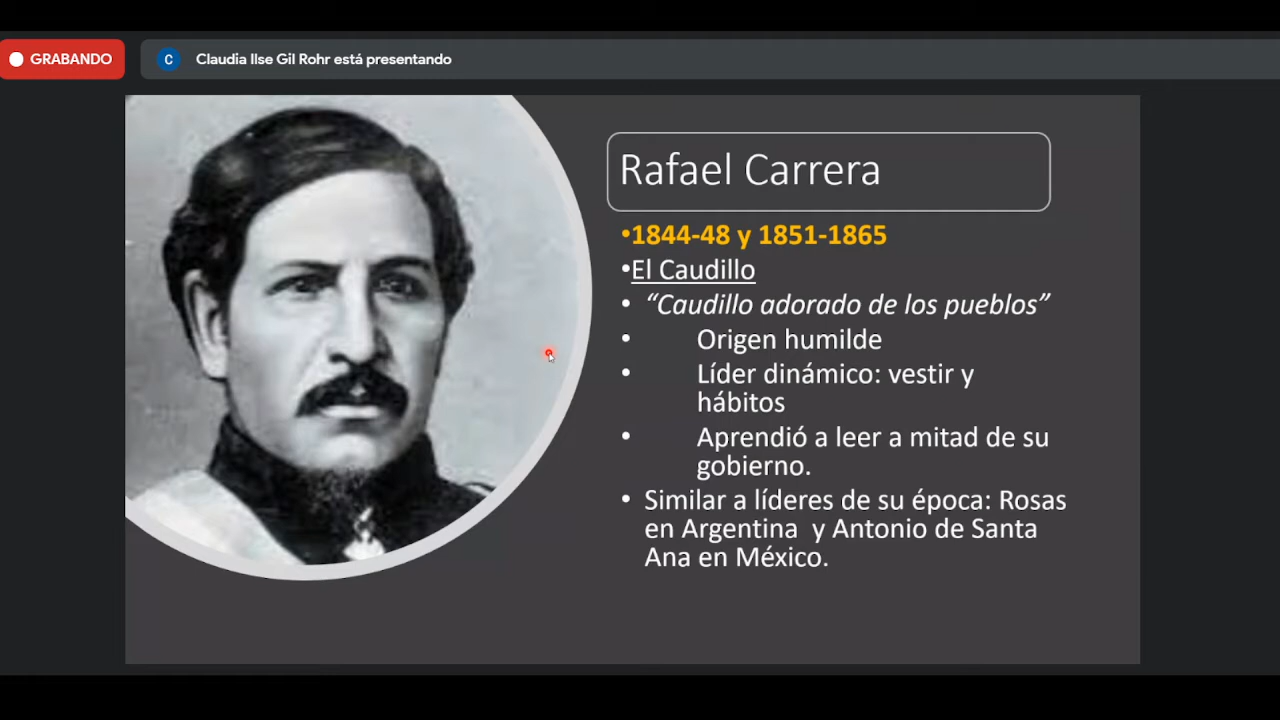 GRABANDO
C Claudia Ilse Gil Rohr está presentando
Rafael Carrera
•1844-48 y 1851-1865
•El Caudillo
• “Caudillo adorado de los pueblos”
• Origen humilde
• Líder dinámico: vestir y
hábitos
• Aprendió a leer a mitad de su
gobierno.
• Similar a líderes de su época: Rosas
en Argentina y Antonio de Santa
Ana en México.